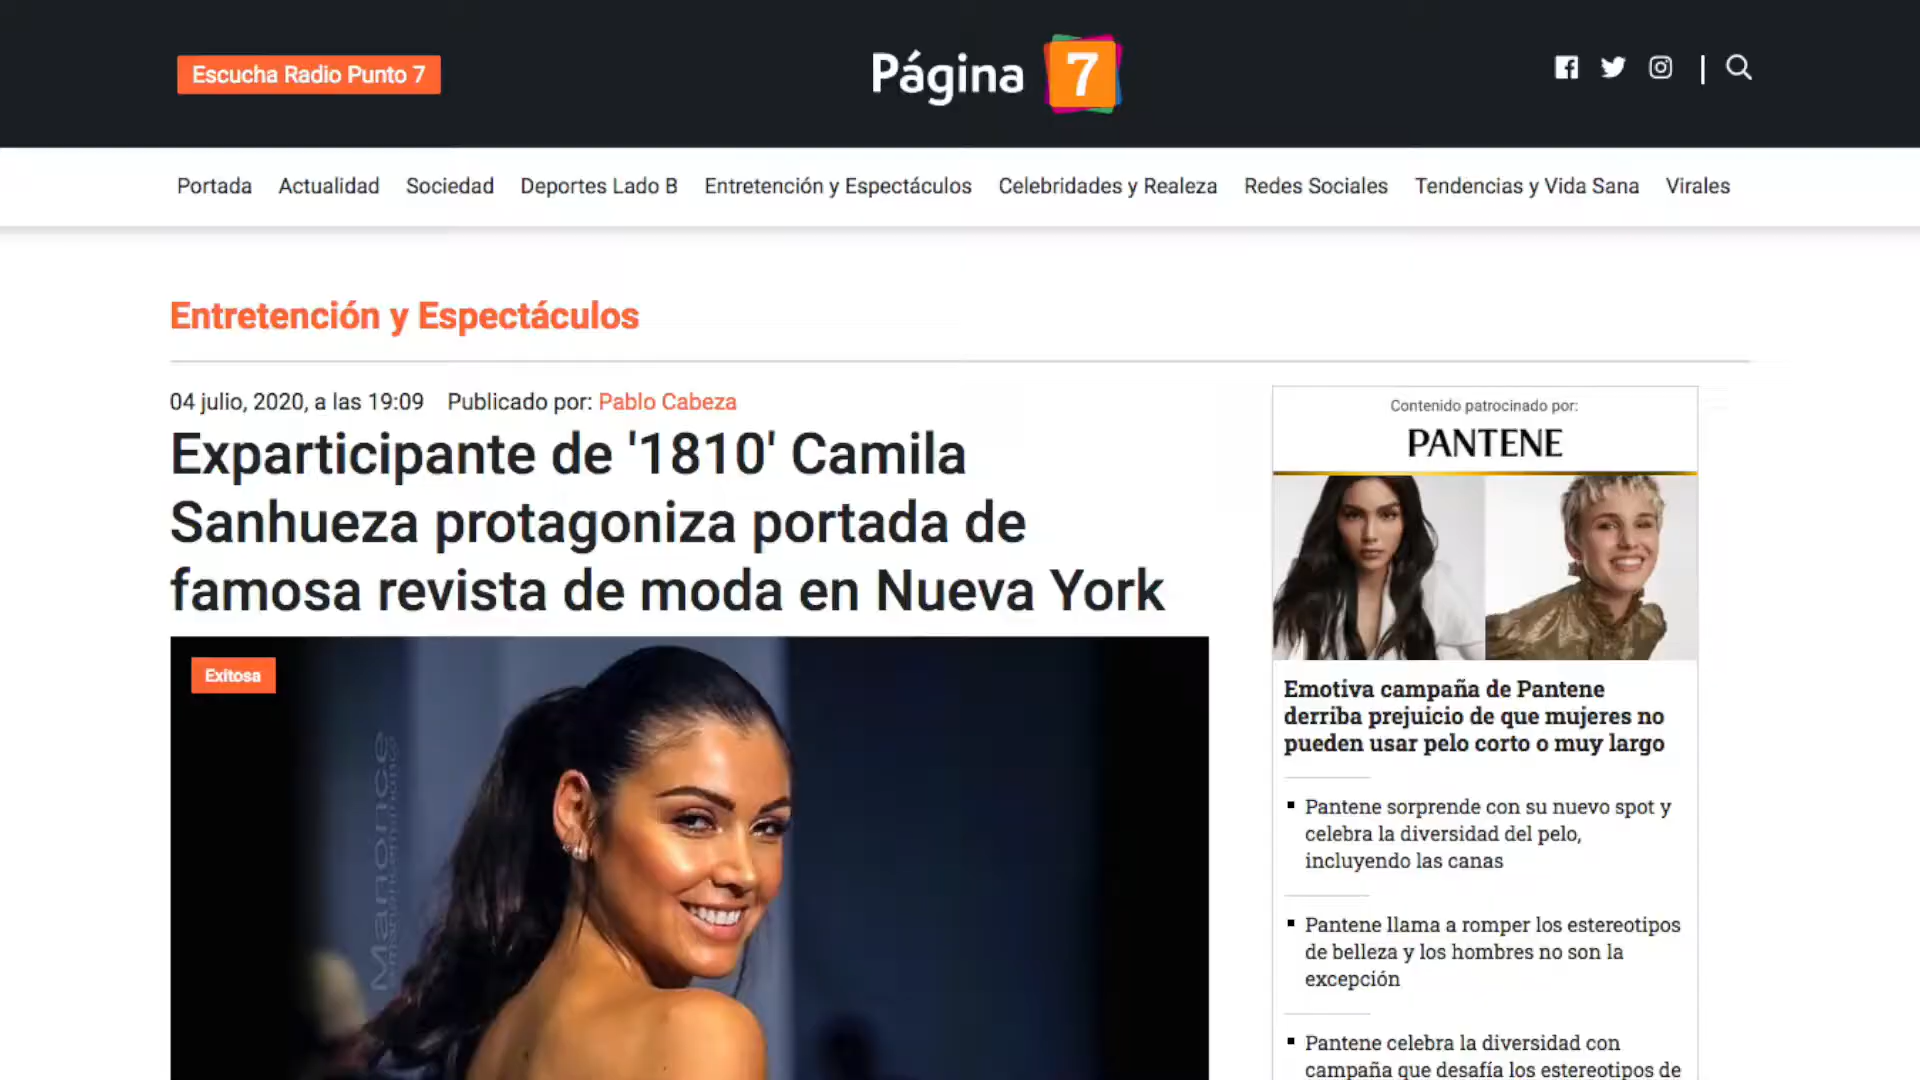 Escucha Radio Punto 7
Página 7
|
Portada Actualidad Sociedad Deportes Lado B Entretención y Espectáculos Celebridades y Realeza Redes Sociales Tendencias y Vida Sana Virales
Entretención y Espectáculos
04 julio, 2020, a las 19:09 Publicado por: Pablo Cabeza
Exparticipante de '1810' Camila
Sanhueza protagoniza portada de
famosa revista de moda en Nueva York
Exitosa
Contenido patrocinado por:
PANTENE
Emotiva campaña de Pantene
derriba prejuicio de que mujeres no
pueden usar pelo corto o muy largo
Pantene sorprende con su nuevo spot y
celebra la diversidad del pelo,
incluyendo las canas
Pantene llama a romper los estereotipos
de belleza y los hombres no son la
excepción
Pantene celebra la diversidad con
campaña que desafía los estereotipos de